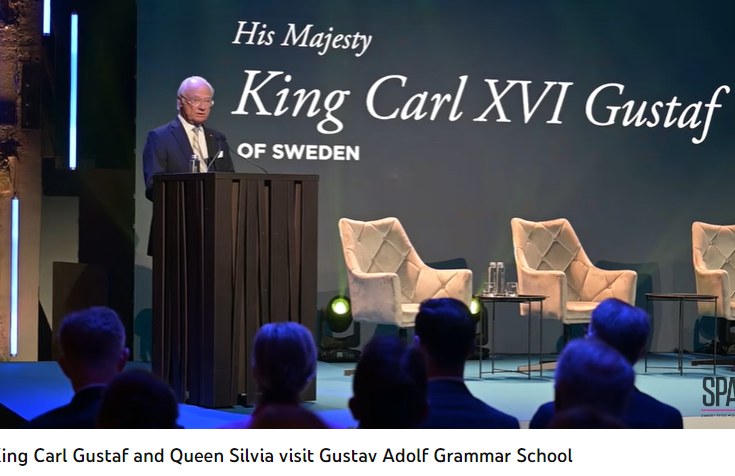 His Majesty
King Carl XVI Gustaf
OF SWEDEN
SPA
ing Carl Gustaf and Queen Silvia visit Gustav Adolf Grammar School